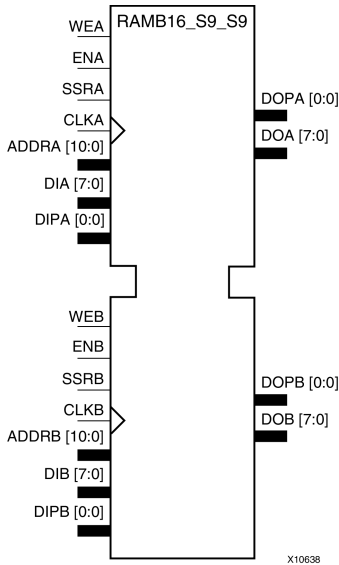 RAMB16_S9_S9
WEA
ENA
SSRA
CLKA
ADDRA [10:0]
DIA [7:0]
DIPA [0:0]
DOPA [0:0]
DOA [7:0]
WEB
ENB
SSRB
CLKB
ADDRB [10:0]
DIB [7:0]
DIPB [0:0]
DOPB [0:0]
DOB [7:0]
X10638